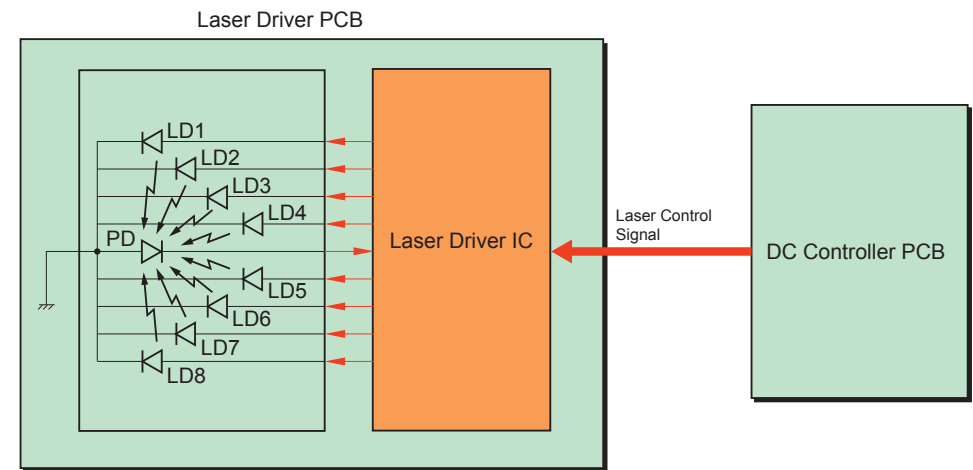 Laser Driver PCB
LD1
LD2
LD3
LD4
PD
LD5
LD6
LD7
LD8
Laser Driver IC
Laser Control
Signal
DC Controller PCB